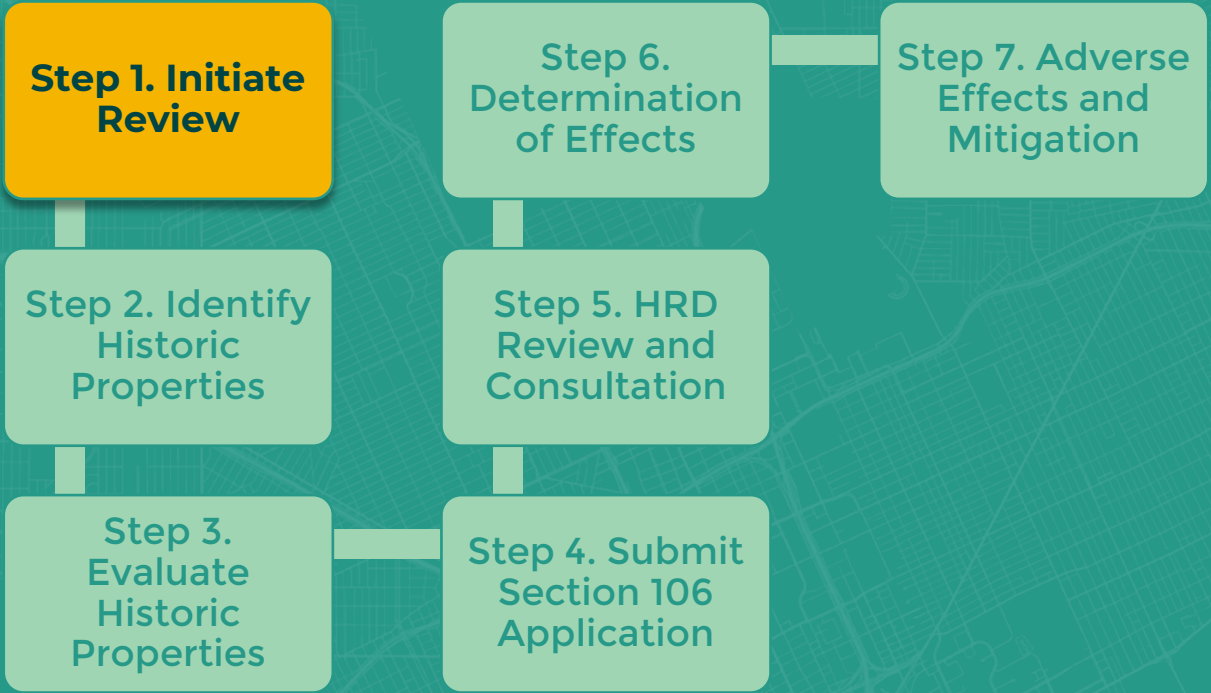 Step 1. Initiate
Review
Step 2. Identify
Historic
Properties
Step 3.
Evaluate
Historic
Properties
Step 4. Submit
Section 106
Application
Step 5. HRD
Review and
Consultation
Step 6.
Determination
of Effects
Step 7. Adverse
Effects and
Mitigation